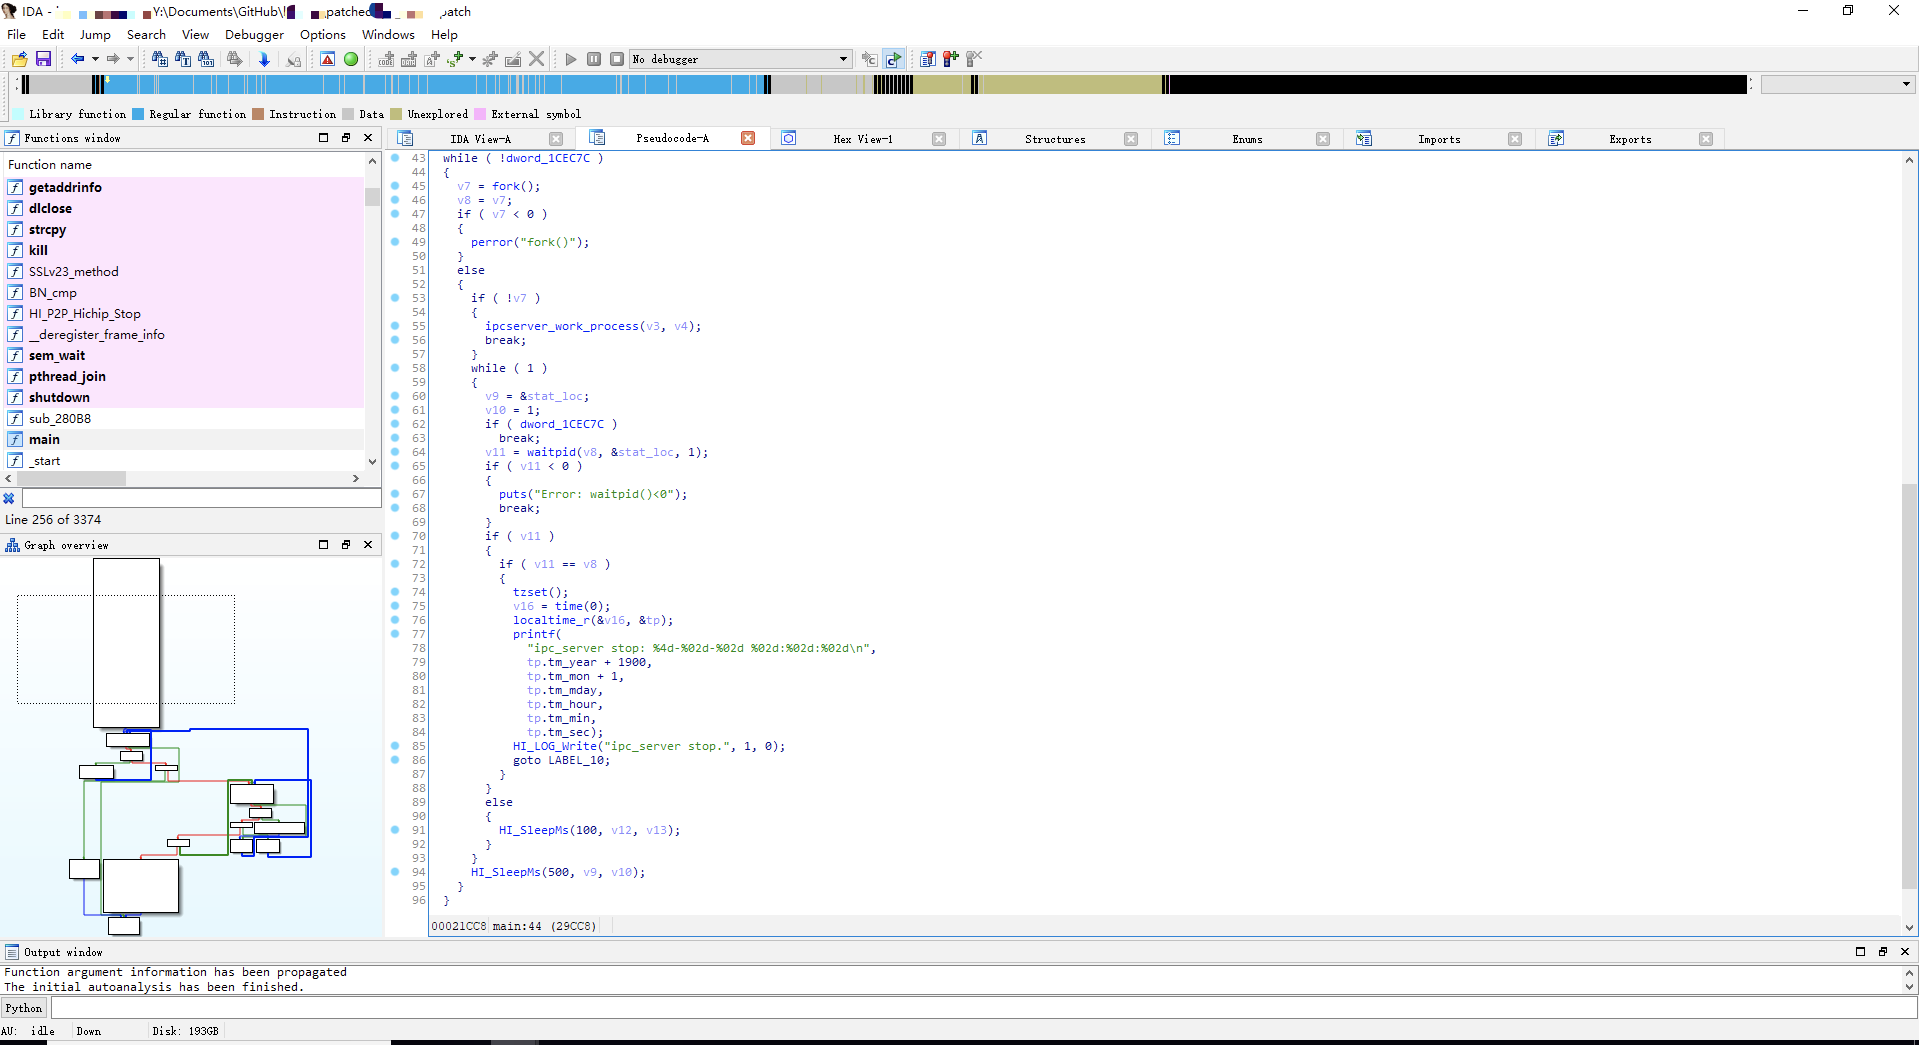 IDA - Y:\Documents\GitHub\ patched patch
File Edit Jump Search View Debugger Options Windows Help
No debugger
Library function Regular function Instruction Data Unexplored External symbol
Functions window
IDA View-A Pseudocode-A Hex View-1 Structures Enums Imports Exports
Function name
getaddrinfo
dlclose
strcpy
kill
SSLv23_method
BN_cmp
HI_P2P_Hichip_Stop
__deregister_frame_info
sem_wait
pthread_join
shutdown
sub_280B8
main
_start
Line 256 of 3374
Graph overview
43 while ( !dword_1CEC7C )
44 {
45 v7 = fork();
46 v8 = v7;
47 if ( v7 < 0 )
48 {
49 perror("fork()");
50 }
51 else
52 {
53 if ( !v7 )
54 {
55 ipcserver_work_process(v3, v4);
56 break;
57 }
58 while ( 1 )
59 {
60 v9 = &stat_loc;
61 v10 = 1;
62 if ( dword_1CEC7C )
63 break;
64 v11 = waitpid(v8, &stat_loc, 1);
65 if ( v11 < 0 )
66 {
67 puts("Error: waitpid()<0");
68 break;
69 }
70 if ( v11 )
71 {
72 if ( v11 == v8 )
73 {
74 tzset();
75 v16 = time(0);
76 localtime_r(&v16, &tp);
77 printf(
78 "ipc_server stop: %4d-%02d-%02d %02d:%02d:%02d\n",
79 tp.tm_year + 1900,
80 tp.tm_mon + 1,
81 tp.tm_mday,
82 tp.tm_hour,
83 tp.tm_min,
84 tp.tm_sec);
85 HI_LOG_Write("ipc_server stop.", 1, 0);
86 goto LABEL_10;
87 }
88 }
89 else
90 {
91 HI_SleepMs(100, v12, v13);
92 }
93 }
94 HI_SleepMs(500, v9, v10);
95 }
96 }
00021CC8 main:44 (29CC8)
Output window
Function argument information has been propagated
The initial autoanalysis has been finished.
Python
AU: idle Down Disk: 193GB